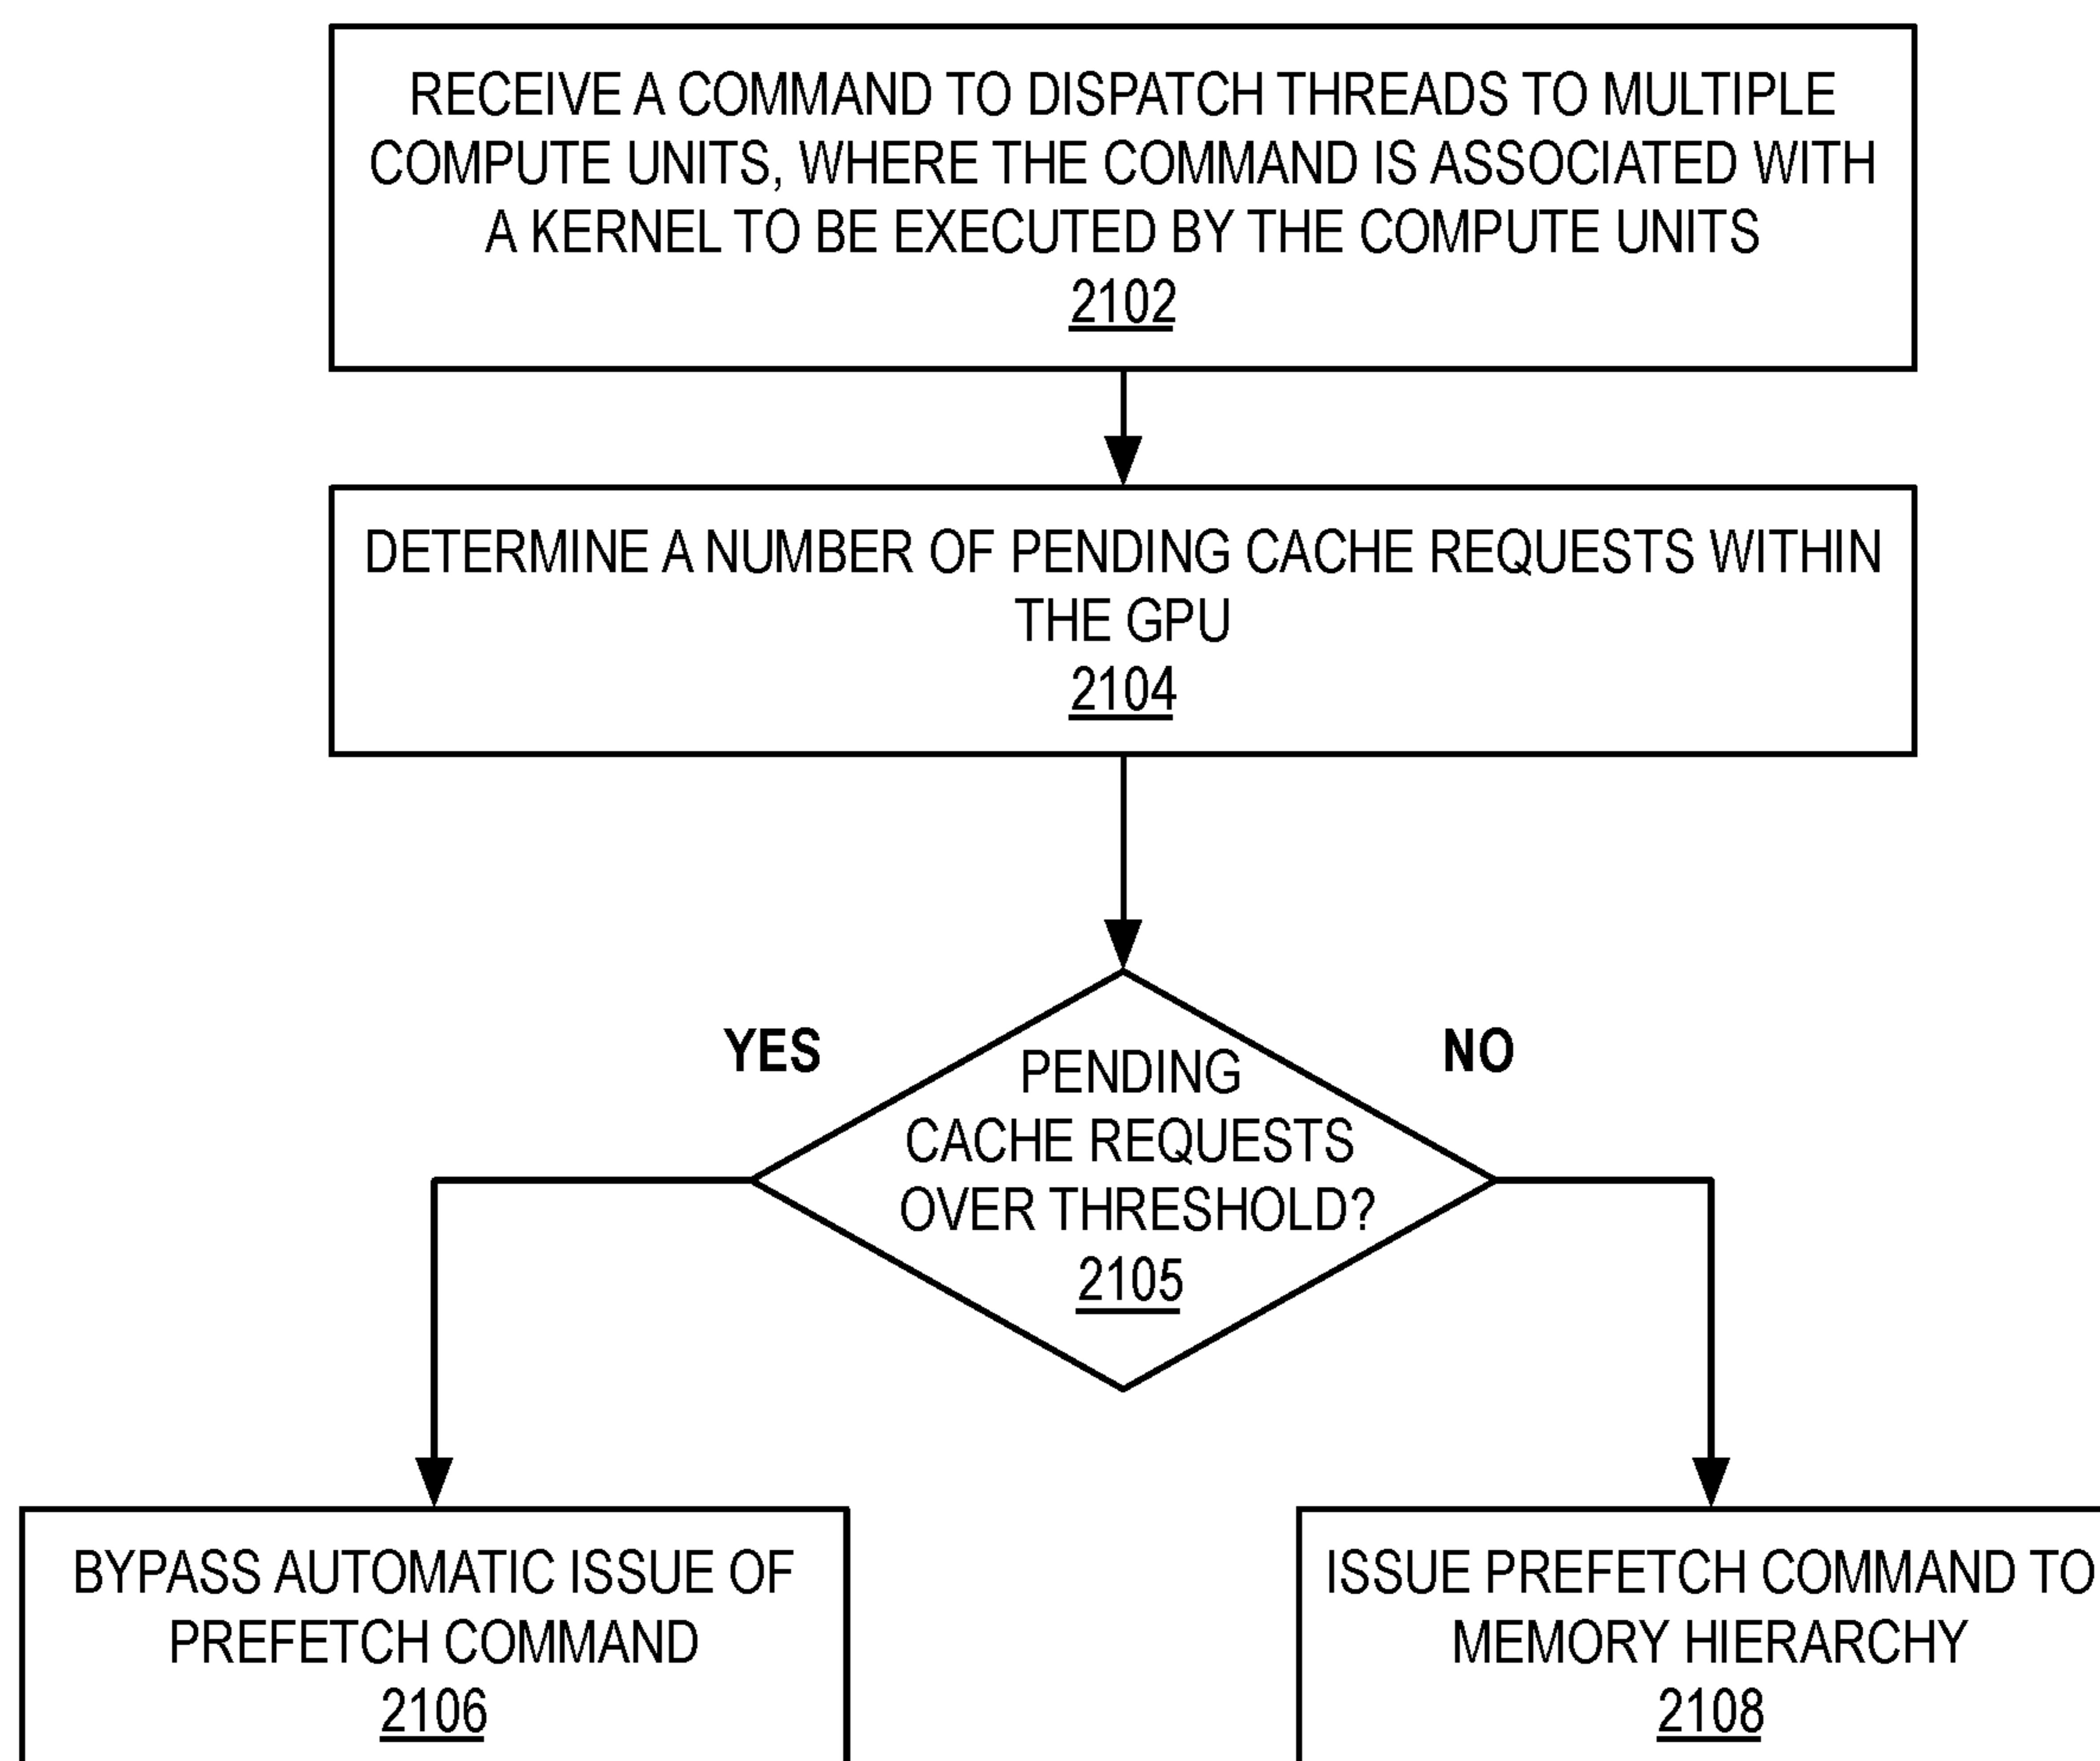 RECEIVE A COMMAND TO DISPATCH THREADS TO MULTIPLE
COMPUTE UNITS, WHERE THE COMMAND IS ASSOCIATED WITH
A KERNEL TO BE EXECUTED BY THE COMPUTE UNITS
2102
DETERMINE A NUMBER OF PENDING CACHE REQUESTS WITHIN
THE GPU
2104
YES
NO
PENDING
CACHE REQUESTS
OVER THRESHOLD?
2105
BYPASS AUTOMATIC ISSUE OF
PREFETCH COMMAND
2106
ISSUE PREFETCH COMMAND TO
MEMORY HIERARCHY
2108